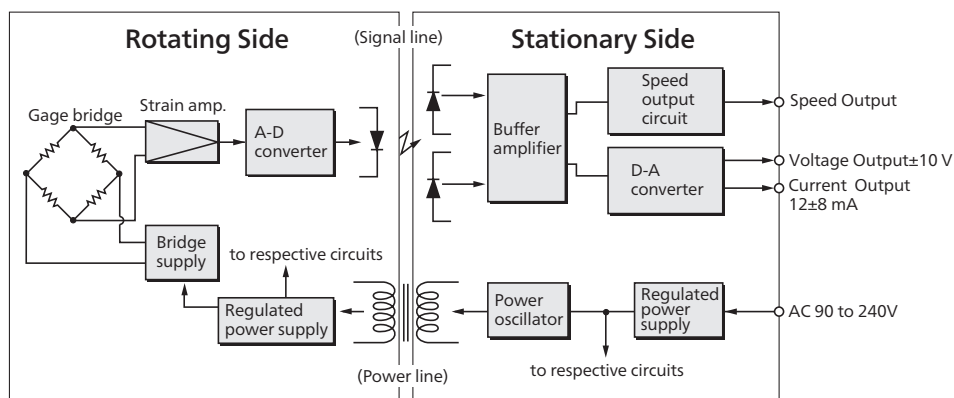 Rotating Side
(Signal line)
Stationary Side
Gage bridge
Strain amp.
A-D
converter
Buffer
amplifier
Speed
output
circuit
Speed Output
D-A
converter
Voltage Output±10 V
Current Output
12±8 mA
Bridge
supply
to respective circuits
Regulated
power supply
Power
oscillator
Regulated
power
supply
AC 90 to 240V
to respective circuits
(Power line)